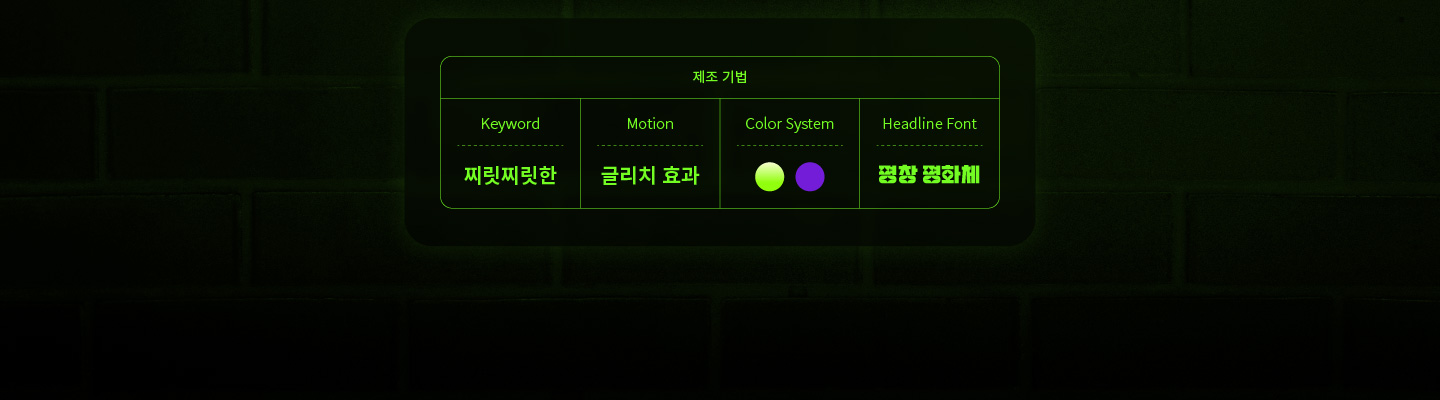 제조 기법
Keyword
Motion
Color System
Headline Font
찌릿찌릿한
글리치 효과
평창 평화체